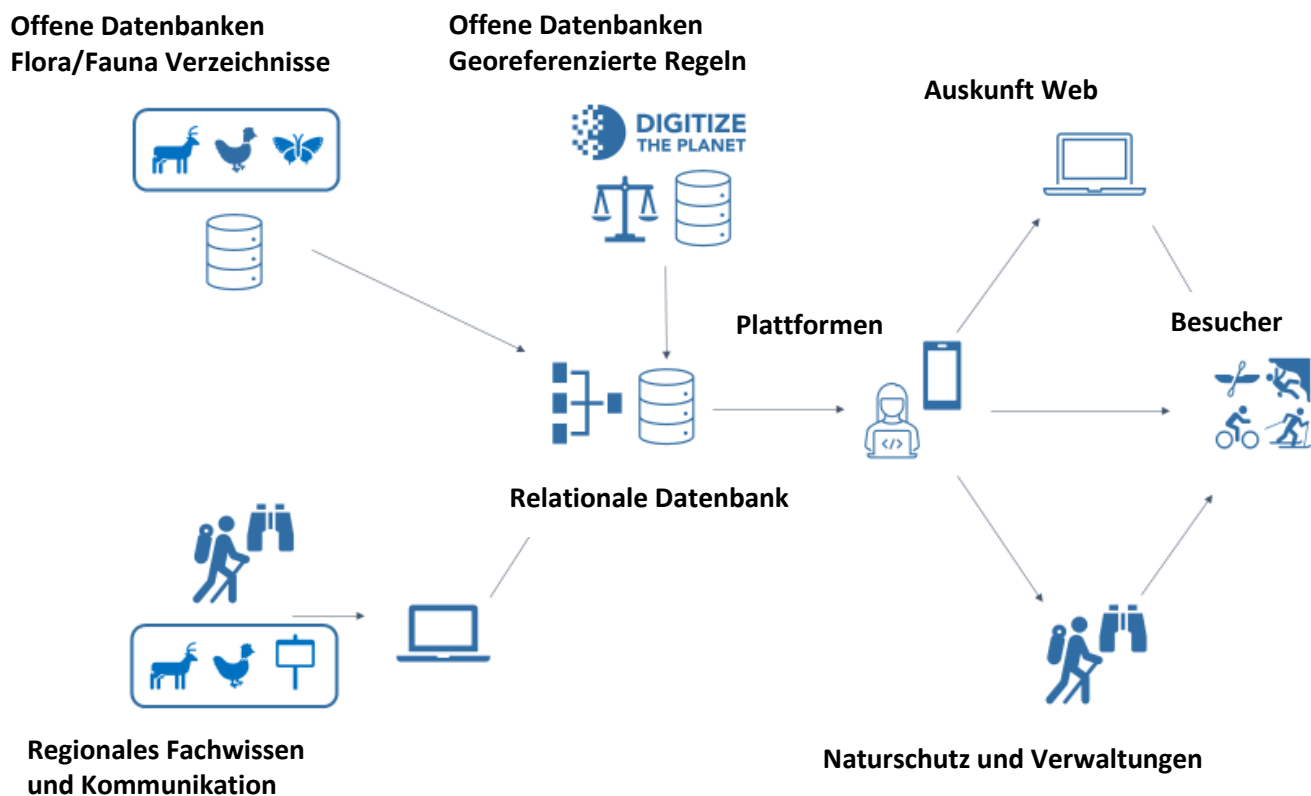 Offene Datenbanken
Flora/Fauna Verzeichnisse
Offene Datenbanken
Georeferenzierte Regeln
DIGITIZE
THE PLANET
Auskunft Web
Plattformen
Besucher
</>
Relationale Datenbank
Regionales Fachwissen
und Kommunikation
Naturschutz und Verwaltungen